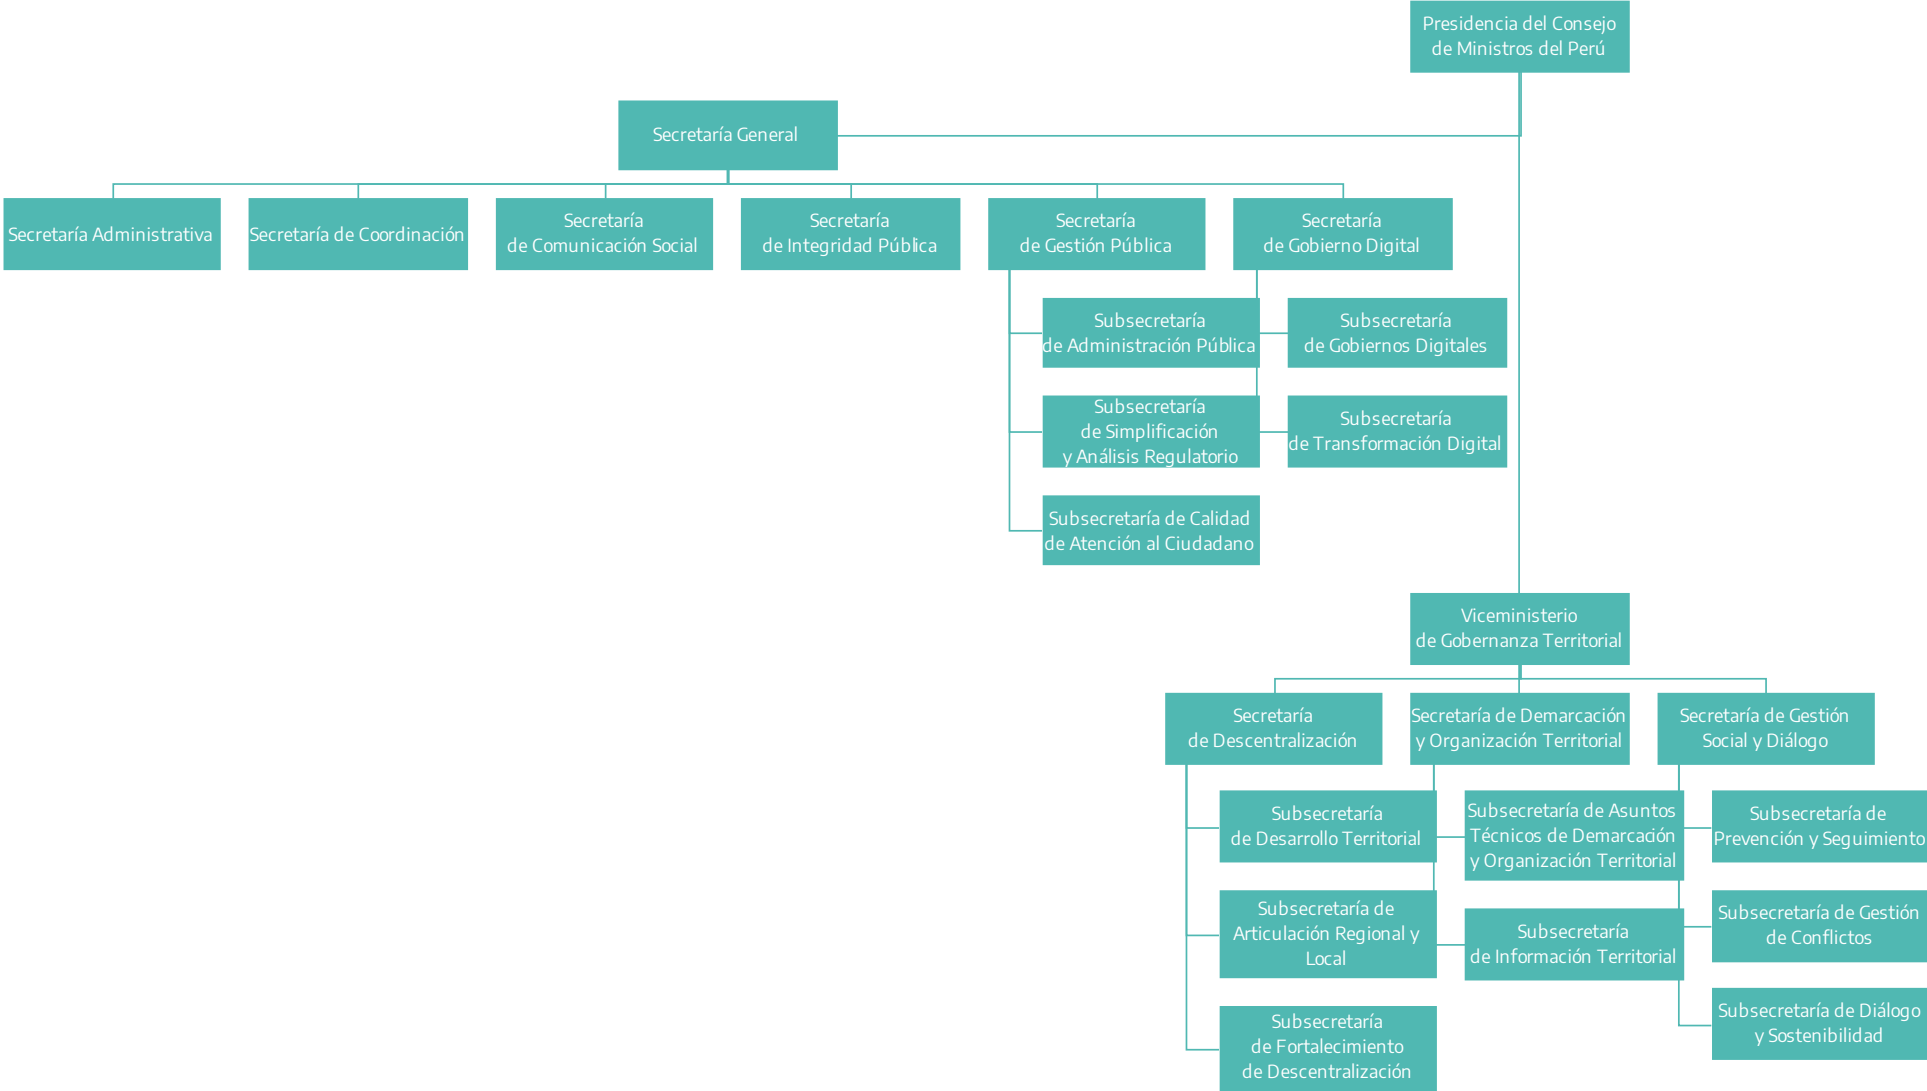 Presidencia del Consejo
de Ministros del Perú
Secretaría General
Secretaría Administrativa
Secretaría de Coordinación
Secretaría
de Comunicación Social
Secretaría
de Integridad Pública
Secretaría
de Gestión Pública
Secretaría
de Gobierno Digital
Subsecretaría
de Administración Pública
Subsecretaría
de Gobiernos Digitales
Subsecretaría
de Simplificación
y Análisis Regulatorio
Subsecretaría
de Transformación Digital
Subsecretaría de Calidad
de Atención al Ciudadano
Viceministerio
de Gobernanza Territorial
Secretaría
de Descentralización
Secretaría de Demarcación
y Organización Territorial
Secretaría de Gestión
Social y Diálogo
Subsecretaría
de Desarrollo Territorial
Subsecretaría de Asuntos
Técnicos de Demarcación
y Organización Territorial
Subsecretaría de
Prevención y Seguimiento
Subsecretaría de
Articulación Regional y
Local
Subsecretaría
de Información Territorial
Subsecretaría de Gestión
de Conflictos
Subsecretaría
de Fortalecimiento
de Descentralización
Subsecretaría de Diálogo
y Sostenibilidad